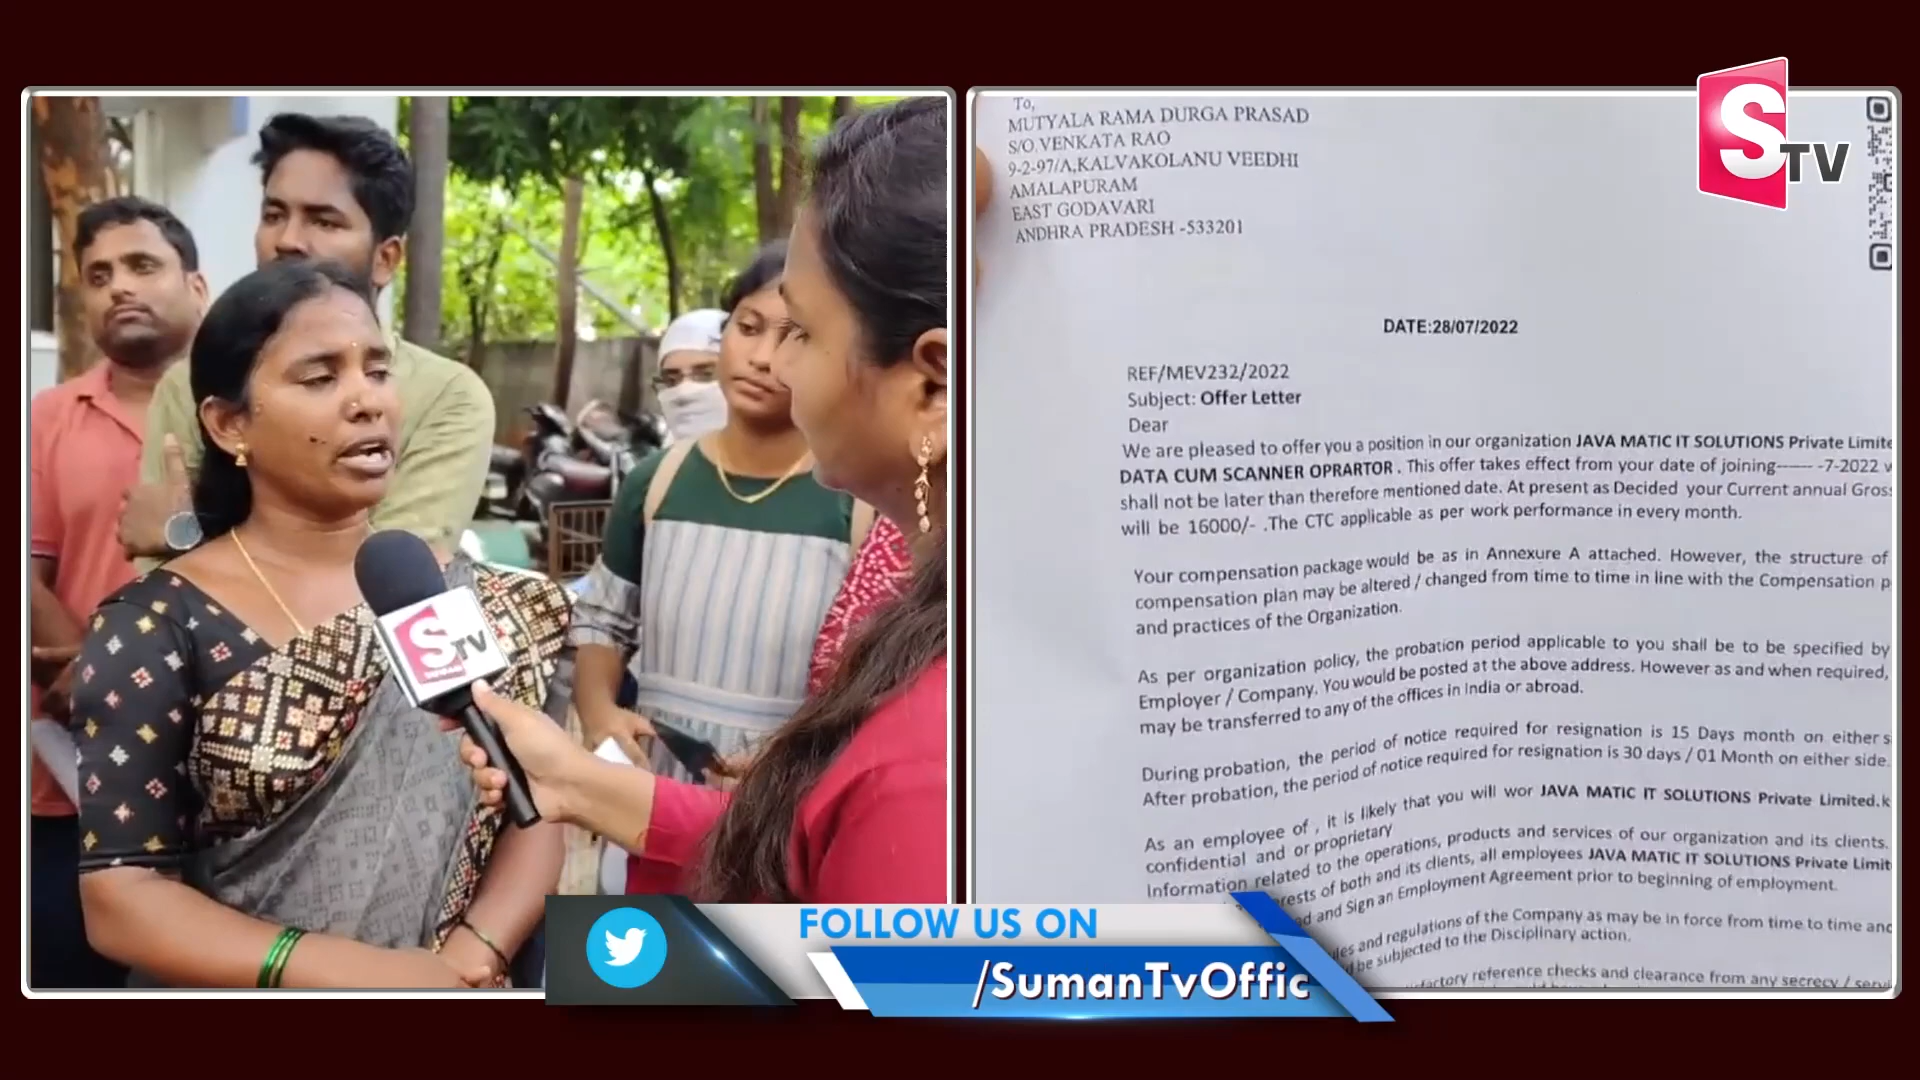 To,
MUTYALA RAMA DURGA PRASAD
S/O.VENKATA RAO
9-2-97/A,KALVAKOLANU VEEDHI
AMALAPURAM
EAST GODAVARI
ANDHRA PRADESH -533201
STV
DATE:28/07/2022
REF/MEV232/2022
Subject: Offer Letter
Dear
We are pleased to offer you a position in our organization JAVA MATIC IT SOLUTIONS Private Limite
DATA CUM SCANNER OPRARTOR . This offer takes effect from your date of joining------ -7-2022 w
shall not be later than therefore mentioned date. At present as Decided your Current annual Gros
will be 16000/- .The CTC applicable as per work performance in every month.
Your compensation package would be as in Annexure A attached. However, the structure of
compensation plan may be altered / changed from time to time in line with the Compensation p
and practices of the Organization.
As per organization policy, the probation period applicable to you shall be to be specified by
Employer / Company. You would be posted at the above address. However as and when required,
may be transferred to any of the offices in India or abroad.
During probation, the period of notice required for resignation is 15 Days month on either s
After probation, the period of notice required for resignation is 30 days / 01 Month on either side.
As an employee of , it is likely that you will wor JAVA MATIC IT SOLUTIONS Private Limited.k
confidential and or proprietary
Information related to the operations, products and services of our organization and its clients.
erests of both and its clients, all employees JAVA MATIC IT SOLUTIONS Private Limit
ed and Sign an Employment Agreement prior to beginning of employment.
ules and regulations of the Company as may be in force from time to time and
be subjected to the Disciplinary action.
factory reference checks and clearance from any secrecy / servi
STV
FOLLOW US ON
/SumanTvOffic